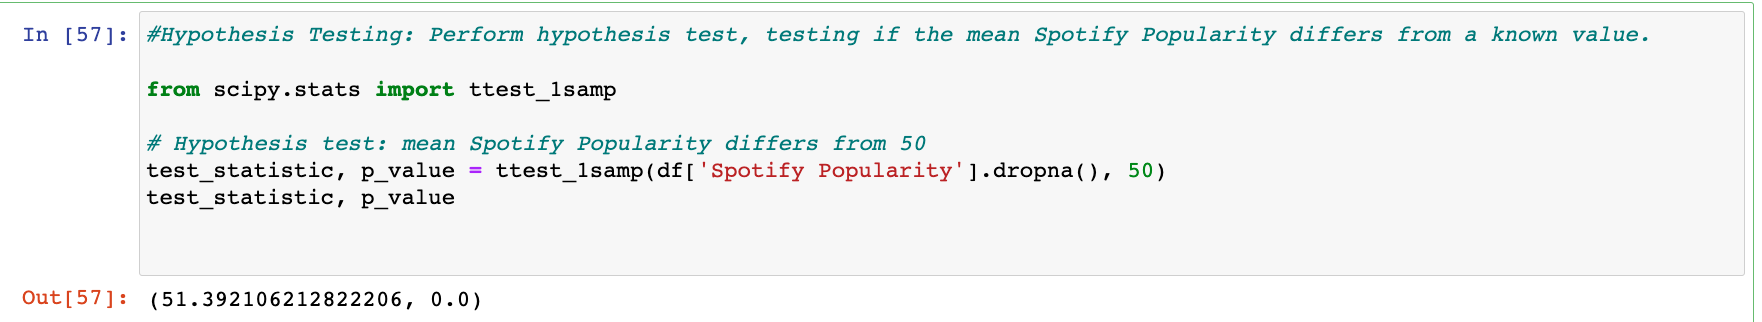 In [57]: #Hypothesis Testing: Perform hypothesis test, testing if the mean Spotify Popularity differs from a known value.
from scipy.stats import ttest_1samp
# Hypothesis test: mean Spotify Popularity differs from 50
test_statistic, p_value = ttest_1samp(df['Spotify Popularity'].dropna(), 50)
test_statistic, p_value
Out[57]: (51.392106212822206, 0.0)